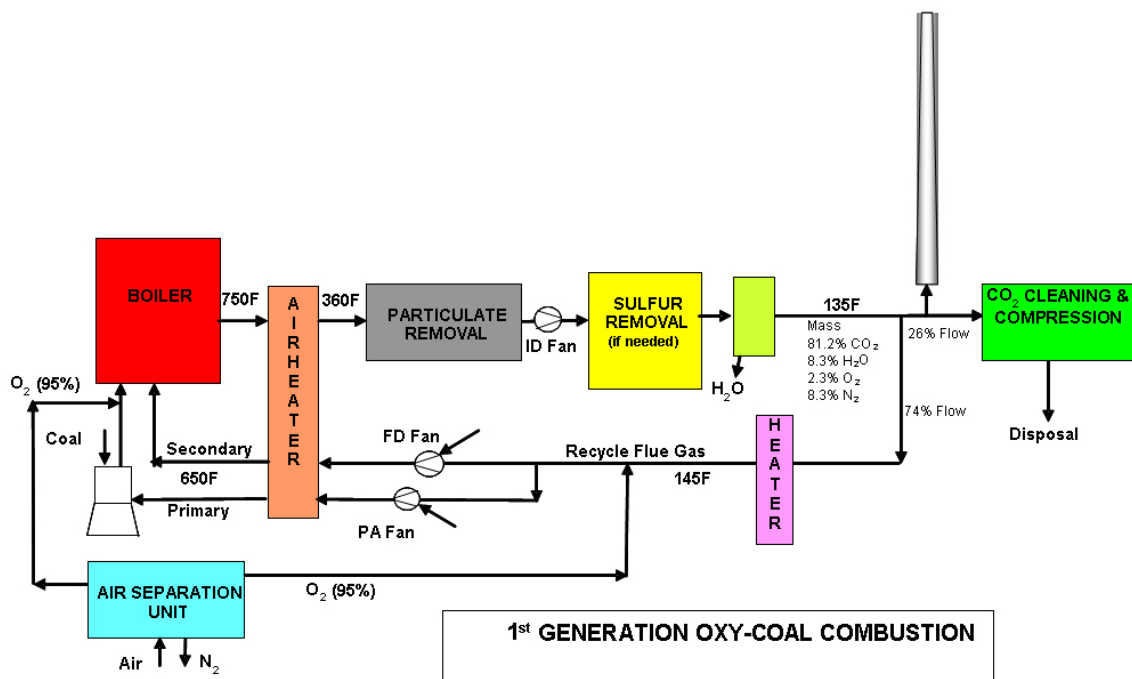 BOILER
750F
AIRHEATER
360F
PARTICULATE
REMOVAL
ID Fan
SULFUR
REMOVAL
(if needed)
H₂O
135F
Mass
81.2% CO₂
8.3% H₂O
2.3% O₂
8.3% N₂
26% Flow
CO₂ CLEANING &
COMPRESSION
74% Flow
Disposal
O₂ (95%)
Coal
Secondary
650F
Primary
FD Fan
PA Fan
Recycle Flue Gas
145F
HEATER
AIR SEPARATION
UNIT
O₂ (95%)
Air
N₂
1st GENERATION OXY-COAL COMBUSTION